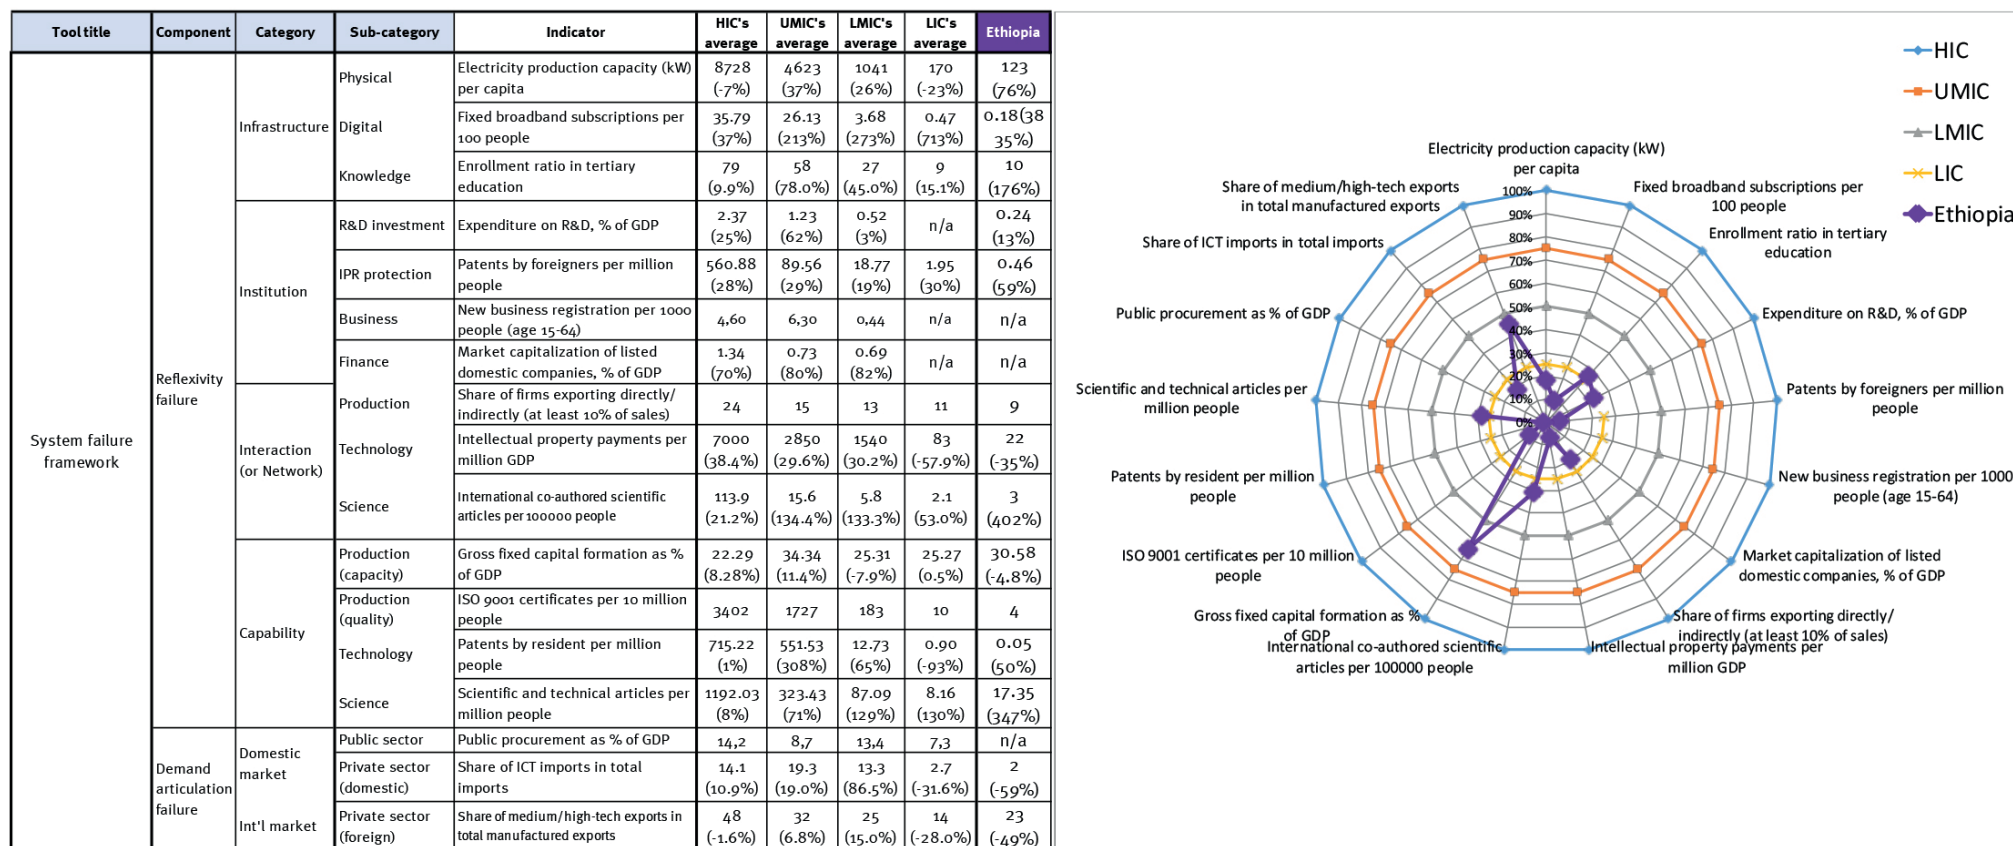 Tool title Component Category Sub-category Indicator HIC's average UMIC's average LMIC's average LIC's average Ethiopia
System failure framework
Reflexivity failure
Infrastructure
Physical Electricity production capacity (kW) per capita 8728 (-7%) 4623 (37%) 1041 (26%) 170 (-23%) 123 (76%)
Digital Fixed broadband subscriptions per 100 people 35.79 (37%) 26.13 (213%) 3.68 (273%) 0.47 (713%) 0.18(3835%)
Knowledge Enrollment ratio in tertiary education 79 (9.9%) 58 (78.0%) 27 (45.0%) 9 (15.1%) 10 (176%)
Institution
R&D investment Expenditure on R&D, % of GDP 2.37 (25%) 1.23 (62%) 0.52 (3%) n/a 0.24 (13%)
IPR protection Patents by foreigners per million people 560.88 (28%) 89.56 (29%) 18.77 (19%) 1.95 (30%) 0.46 (59%)
Business New business registration per 1000 people (age 15-64) 4,60 6,30 0,44 n/a n/a
Finance Market capitalization of listed domestic companies, % of GDP 1.34 (70%) 0.73 (80%) 0.69 (82%) n/a n/a
Interaction (or Network)
Production Share of firms exporting directly/ indirectly (at least 10% of sales) 24 15 13 11 9
Technology Intellectual property payments per million GDP 7000 (38.4%) 2850 (29.6%) 1540 (30.2%) 83 (-57.9%) 22 (-35%)
Science International co-authored scientific articles per 100000 people 113.9 (21.2%) 15.6 (134.4%) 5.8 (133.3%) 2.1 (53.0%) 3 (402%)
Capability
Production (capacity) Gross fixed capital formation as % of GDP 22.29 (8.28%) 34.34 (11.4%) 25.31 (-7.9%) 25.27 (0.5%) 30.58 (-4.8%)
Production (quality) ISO 9001 certificates per 10 million people 3402 1727 183 10 4
Technology Patents by resident per million people 715.22 (1%) 551.53 (308%) 12.73 (65%) 0.90 (-93%) 0.05 (50%)
Science Scientific and technical articles per million people 1192.03 (8%) 323.43 (71%) 87.09 (129%) 8.16 (130%) 17.35 (347%)
Demand articulation failure
Domestic market
Public sector Public procurement as % of GDP 14,2 8,7 13,4 7,3 n/a
Private sector (domestic) Share of ICT imports in total imports 14.1 (10.9%) 19.3 (19.0%) 13.3 (86.5%) 2.7 (-31.6%) 2 (-59%)
Int'l market
Private sector (foreign) Share of medium/high-tech exports in total manufactured exports 48 (-1.6%) 32 (6.8%) 25 (15.0%) 14 (-28.0%) 23 (-49%)
HIC
UMIC
LMIC
LIC
Ethiopia
Electricity production capacity (kW)
per capita
Fixed broadband subscriptions per
100 people
Enrollment ratio in tertiary
education
Expenditure on R&D, % of GDP
Patents by foreigners per million
people
New business registration per 1000
people (age 15-64)
Market capitalization of listed
domestic companies, % of GDP
Share of firms exporting directly/
indirectly (at least 10% of sales)
Intellectual property payments per
million GDP
International co-authored scientific
articles per 100000 people
Gross fixed capital formation as %
of GDP
ISO 9001 certificates per 10 million
people
Patents by resident per million
people
Scientific and technical articles per
million people
Public procurement as % of GDP
Share of ICT imports in total imports
Share of medium/high-tech exports
in total manufactured exports
100%
90%
80%
70%
60%
50%
40%
30%
20%
10%
0%